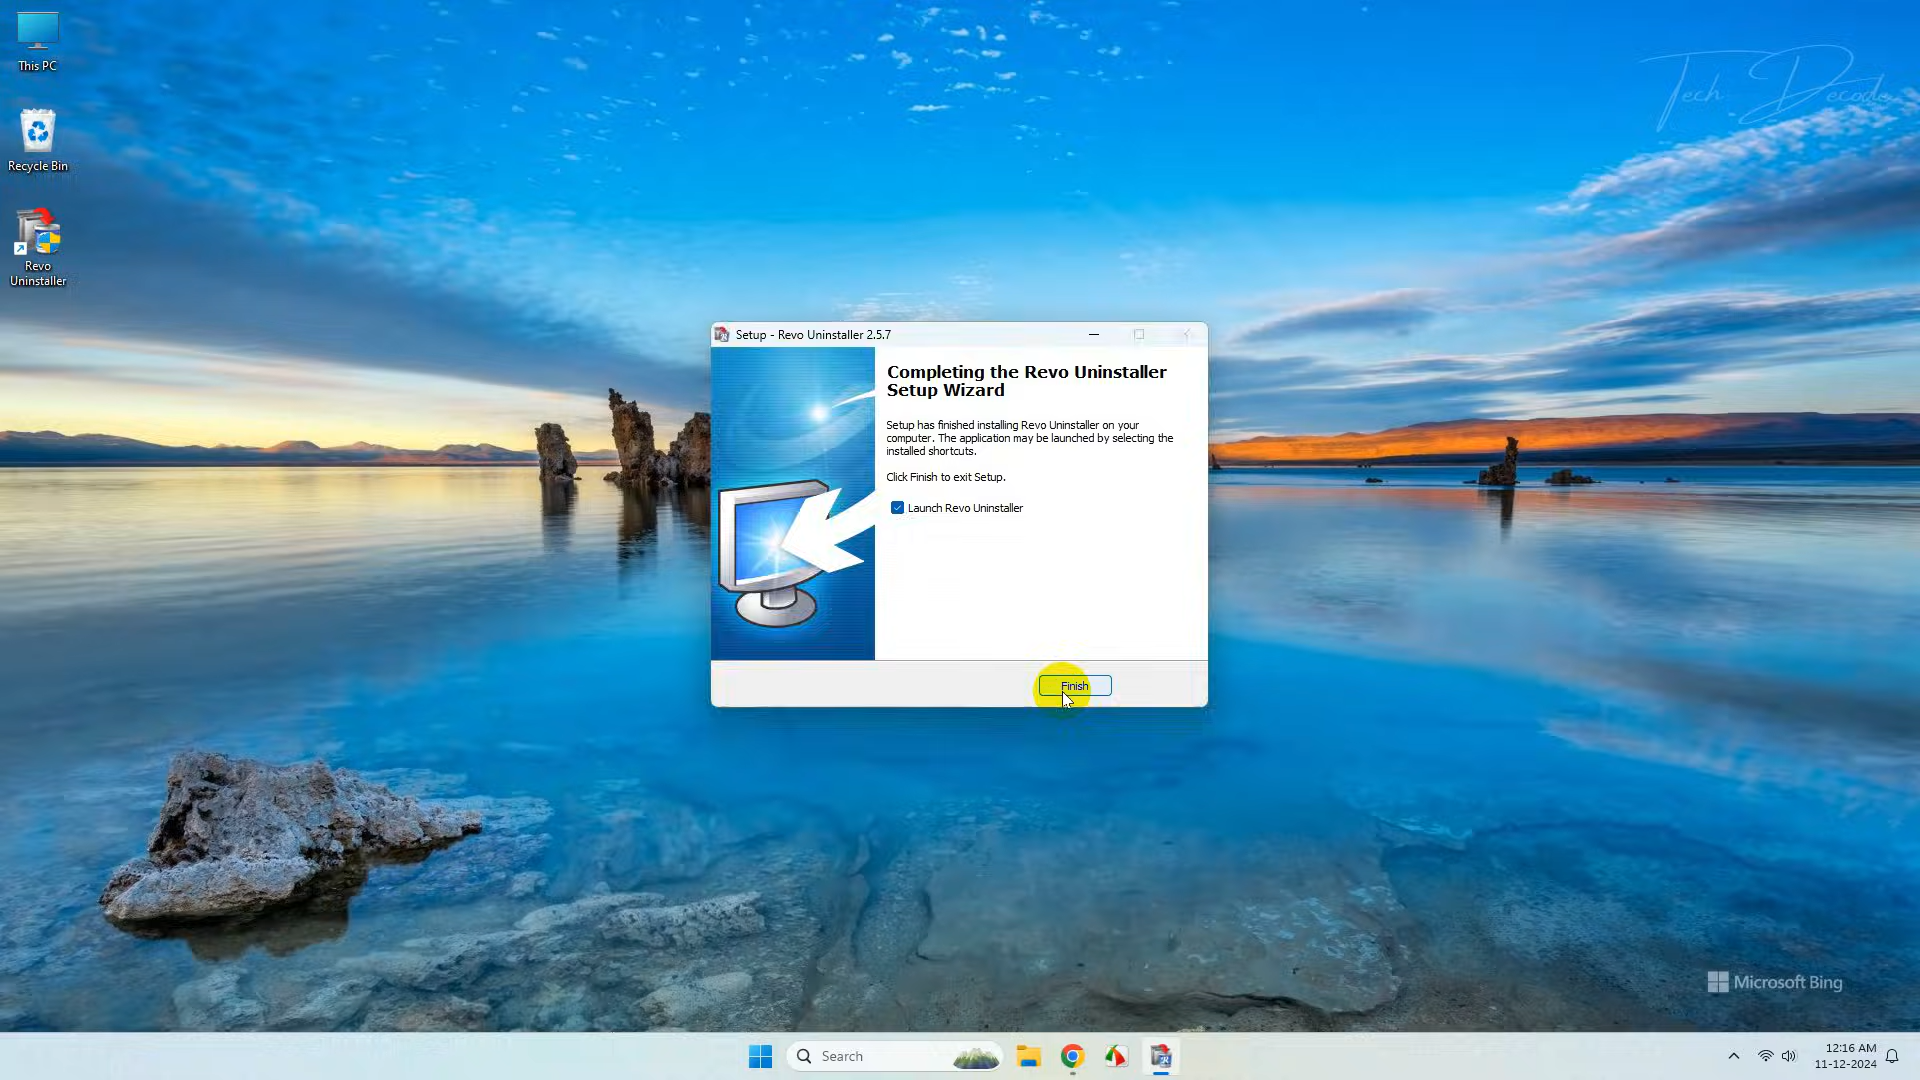 This PC
Recycle Bin
Revo
Uninstaller
Tech Decode
Setup - Revo Uninstaller 2.5.7
Completing the Revo Uninstaller
Setup Wizard
Setup has finished installing Revo Uninstaller on your
computer. The application may be launched by selecting the
installed shortcuts.
Click Finish to exit Setup.
Launch Revo Uninstaller
Finish
Microsoft Bing
Search
12:16 AM
11-12-2024